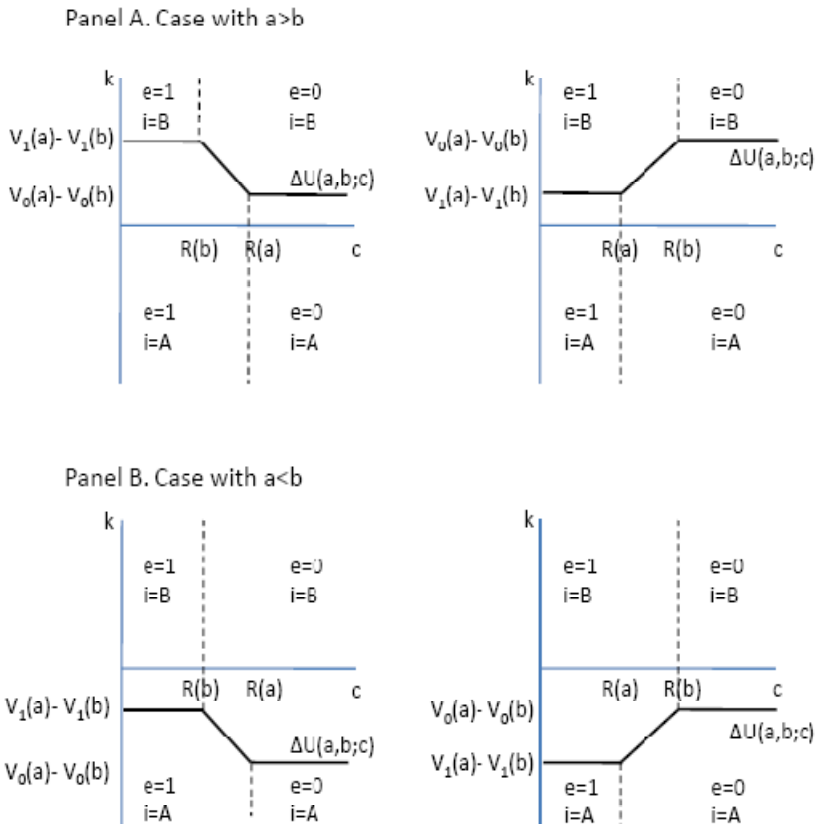 Panel A. Case with a>b
k
e=1
e=0
i=B
i=B
V₁(a)- V₁(b)
ΔU(a,b;c)
V₀(a)- V₀(b)
R(b)
R(a)
c
e=1
e=0
i=A
i=A
k
e=1
e=0
i=B
i=B
V₀(a)- V₀(b)
ΔU(a,b;c)
V₁(a)- V₁(b)
R(a)
R(b)
c
e=1
e=0
i=A
i=A
Panel B. Case with a<b
k
e=1
e=0
i=B
i=B
R(b)
R(a)
c
V₁(a)- V₁(b)
ΔU(a,b;c)
V₀(a)- V₀(b)
e=1
e=0
i=A
i=A
k
e=1
e=0
i=B
i=B
R(a)
R(b)
c
V₀(a)- V₀(b)
ΔU(a,b;c)
V₁(a)- V₁(b)
e=1
e=0
i=A
i=A